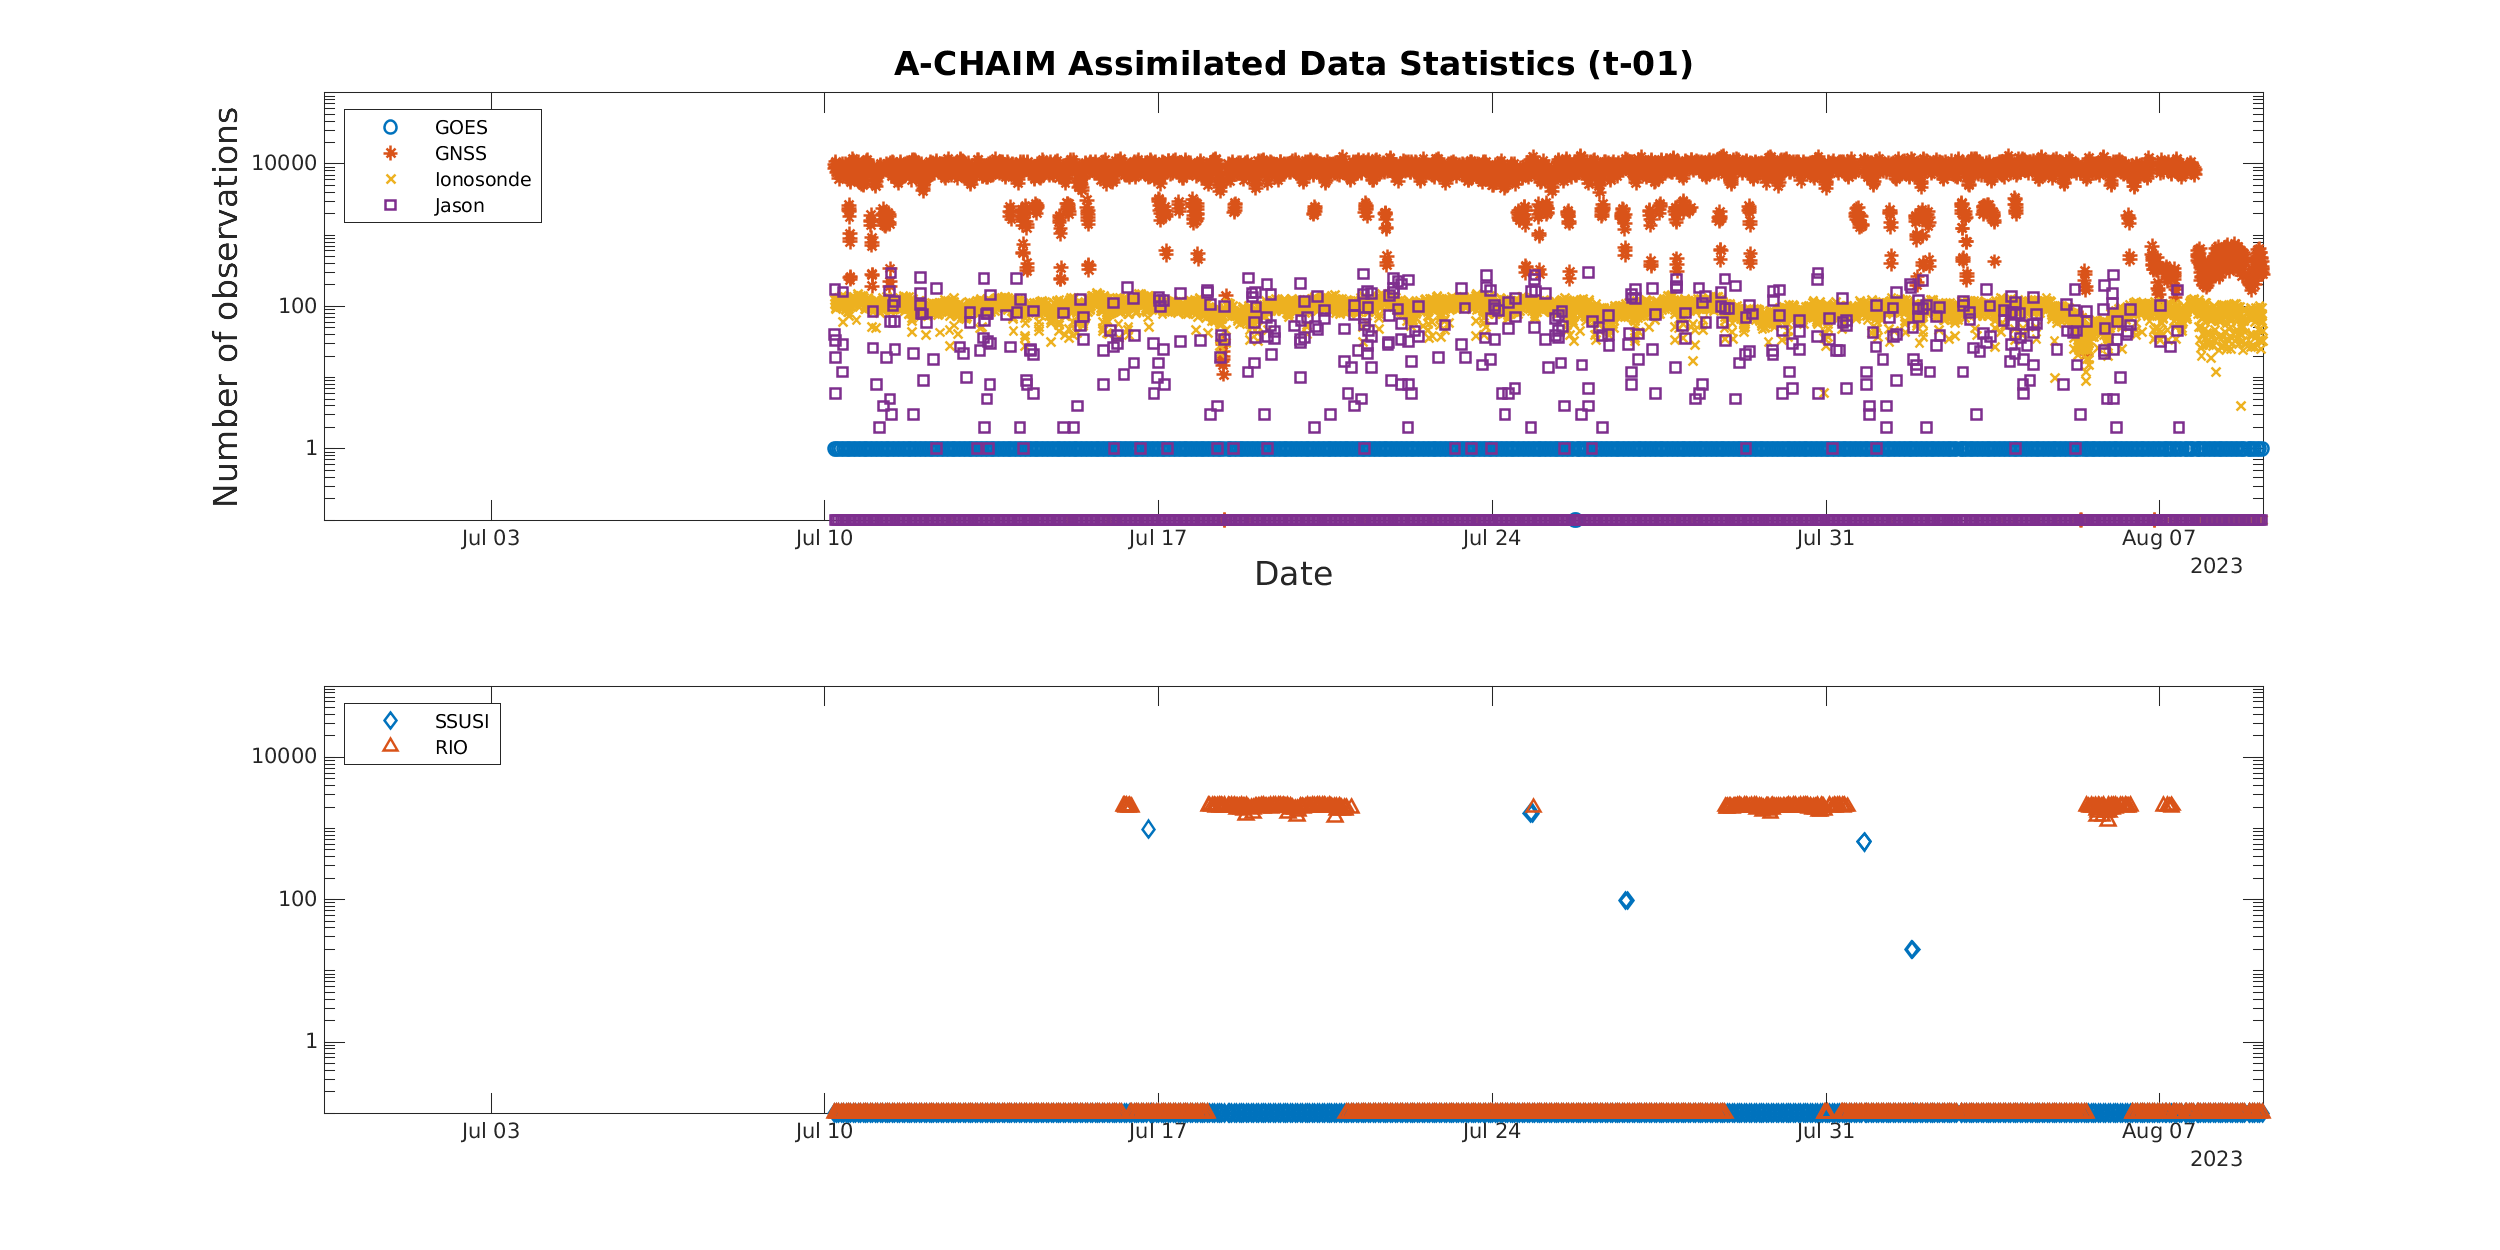 A-CHAIM Assimilated Data Statistics (t-01)
Number of observations
GOES
GNSS
Ionosonde
Jason
10000
100
1
Jul 03
Jul 10
Jul 17
Jul 24
Jul 31
Aug 07
2023
Date
SSUSI
RIO
10000
100
1
Jul 03
Jul 10
Jul 17
Jul 24
Jul 31
Aug 07
2023